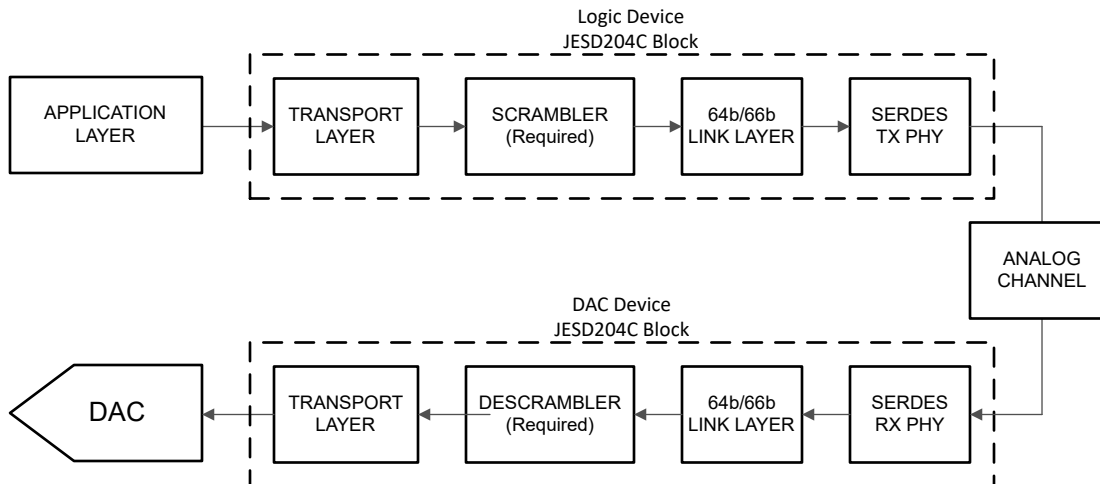 Logic Device
JESD204C Block
APPLICATION
LAYER
TRANSPORT
LAYER
SCRAMBLER
(Required)
64b/66b
LINK LAYER
SERDES
TX PHY
ANALOG
CHANNEL
DAC Device
JESD204C Block
DAC
TRANSPORT
LAYER
DESCRAMBLER
(Required)
64b/66b
LINK LAYER
SERDES
RX PHY